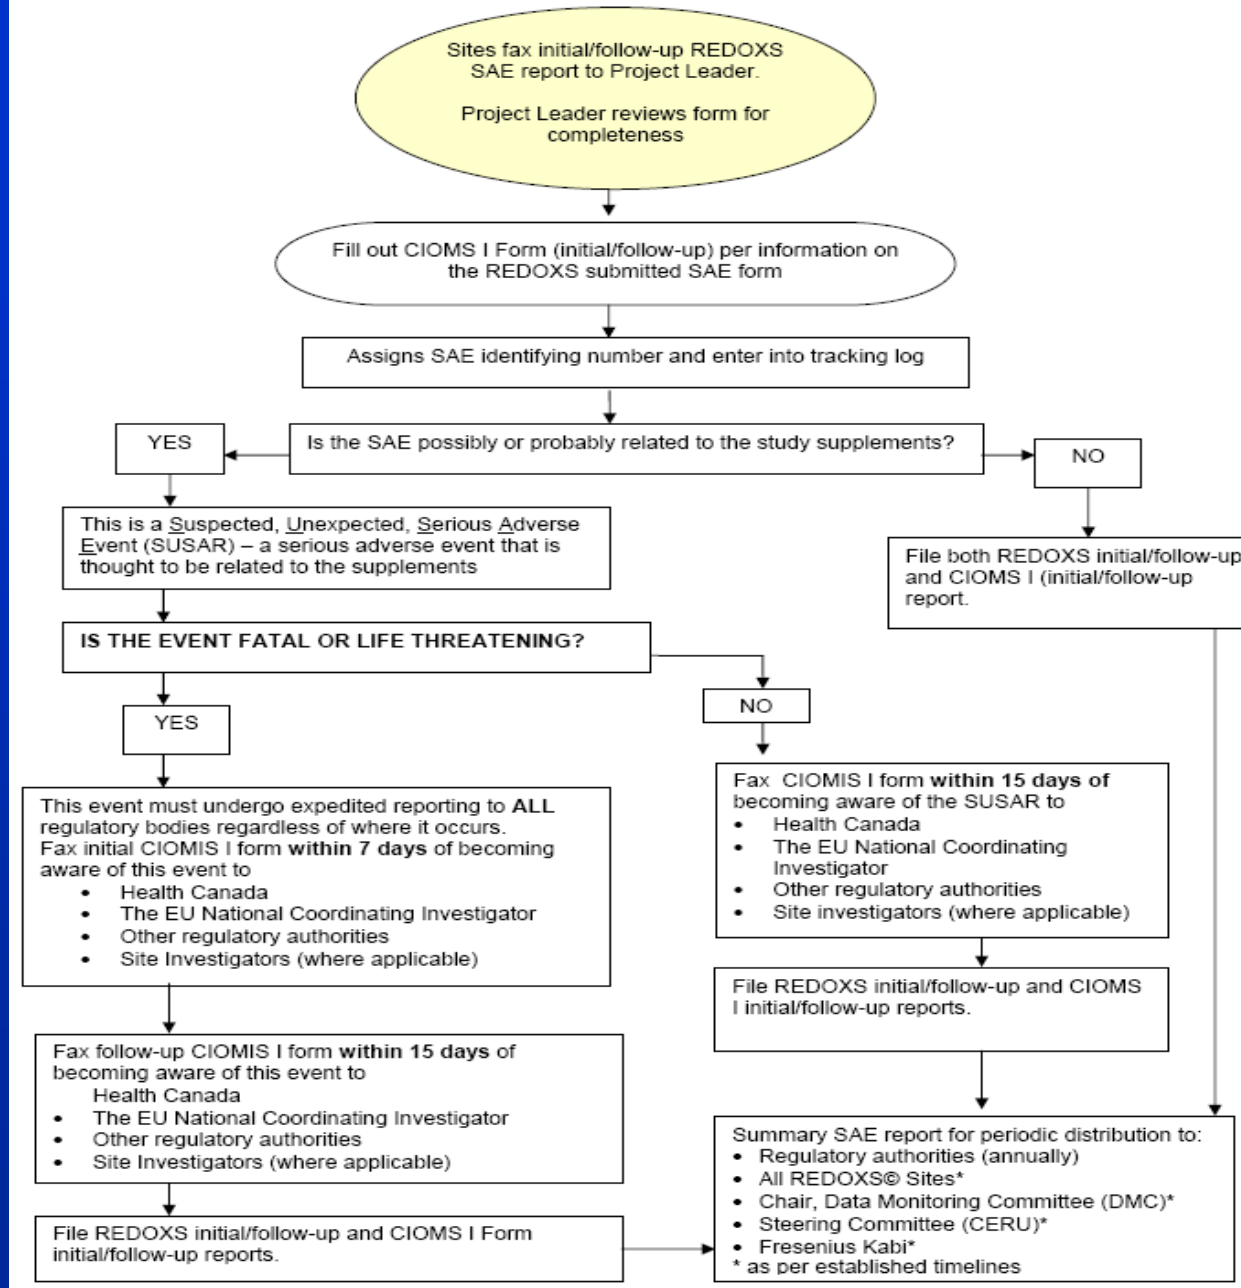 Sites fax initial/follow-up REDOXS
SAE report to Project Leader.
Project Leader reviews form for
completeness
Fill out CIOMS I Form (initial/follow-up) per information on
the REDOXS submitted SAE form
Assigns SAE identifying number and enter into tracking log
Is the SAE possibly or probably related to the study supplements?
YES
NO
This is a Suspected, Unexpected, Serious Adverse
Event (SUSAR) – a serious adverse event that is
thought to be related to the supplements
File both REDOXS initial/follow-up
and CIOMS I (initial/follow-up
report.
IS THE EVENT FATAL OR LIFE THREATENING?
YES
NO
This event must undergo expedited reporting to ALL
regulatory bodies regardless of where it occurs.
Fax initial CIOMIS I form within 7 days of becoming
aware of this event to
• Health Canada
• The EU National Coordinating Investigator
• Other regulatory authorities
• Site Investigators (where applicable)
Fax CIOMIS I form within 15 days of
becoming aware of the SUSAR to
• Health Canada
• The EU National Coordinating
Investigator
• Other regulatory authorities
• Site investigators (where applicable)
File REDOXS initial/follow-up and CIOMS
I initial/follow-up reports.
Fax follow-up CIOMIS I form within 15 days of
becoming aware of this event to
Health Canada
• The EU National Coordinating Investigator
• Other regulatory authorities
• Site Investigators (where applicable)
File REDOXS initial/follow-up and CIOMS I Form
initial/follow-up reports.
Summary SAE report for periodic distribution to:
• Regulatory authorities (annually)
• All REDOXS© Sites*
• Chair, Data Monitoring Committee (DMC)*
• Steering Committee (CERU)*
• Fresenius Kabi*
* as per established timelines